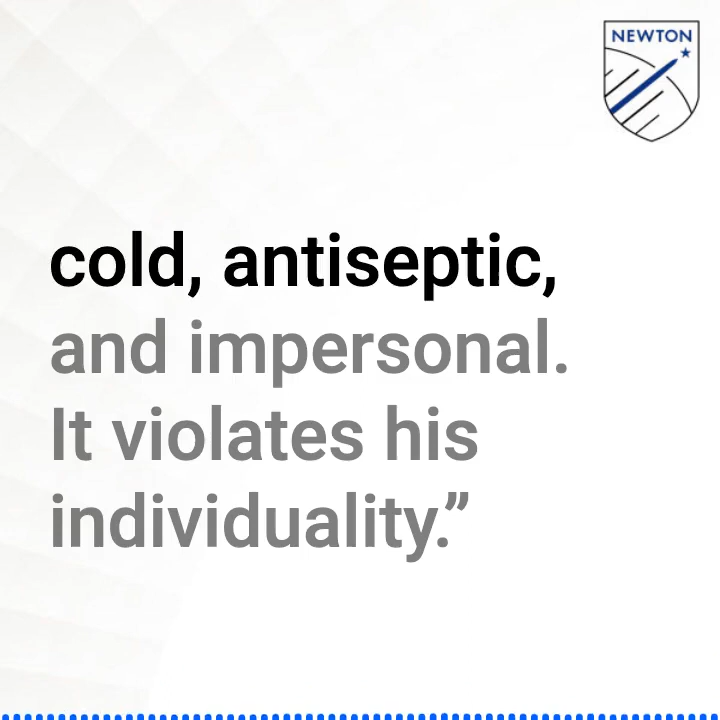 NEWTON
cold, antiseptic,
and impersonal.
It violates his
individuality.”